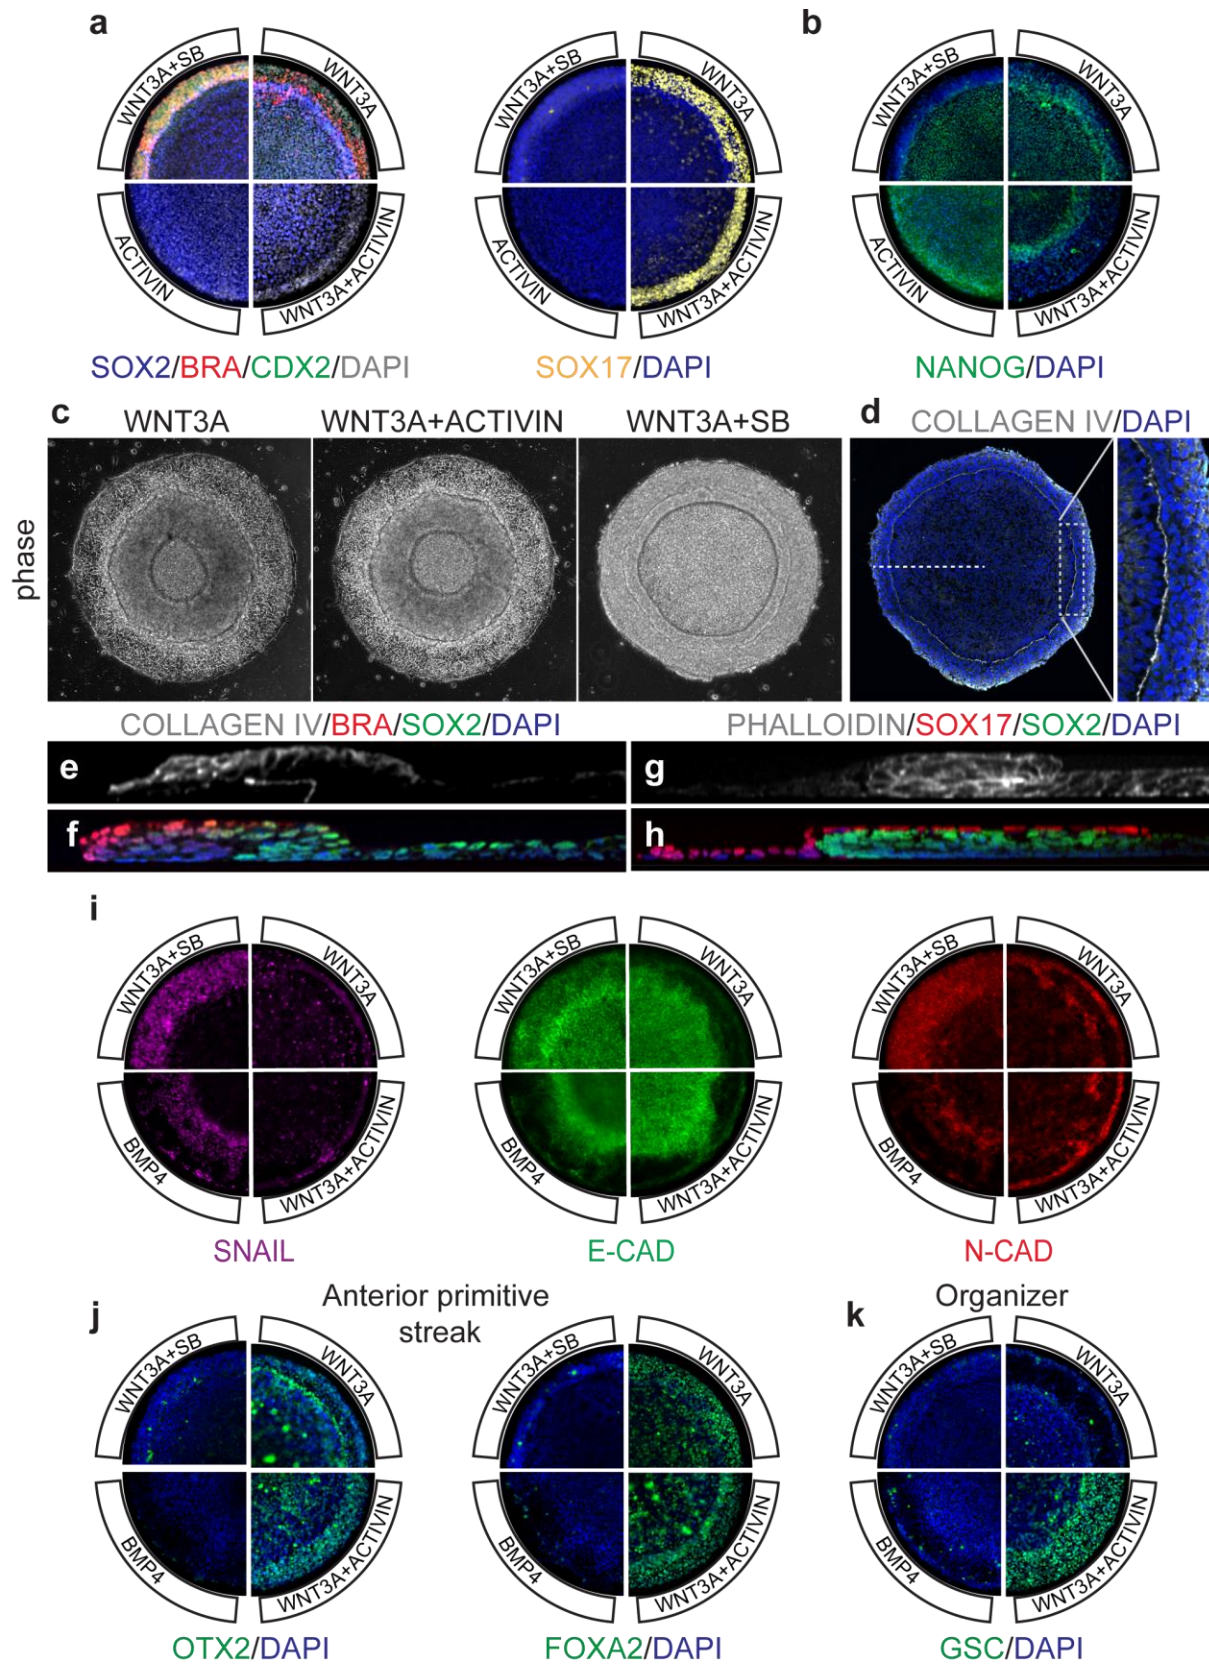 a
b
WNT3A+SB
WNT3A
ACTIVIN
WNT3A+ACTIVIN
WNT3A+SB
WNT3A
ACTIVIN
WNT3A+ACTIVIN
WNT3A+SB
WNT3A
ACTIVIN
WNT3A+ACTIVIN
SOX2/BRA/CDX2/DAPI
SOX17/DAPI
NANOG/DAPI
c
WNT3A
WNT3A+ACTIVIN
WNT3A+SB
d
COLLAGEN IV/DAPI
phase
COLLAGEN IV/BRA/SOX2/DAPI
PHALLOIDIN/SOX17/SOX2/DAPI
e
g
f
h
i
WNT3A+SB
WNT3A
BMP4
WNT3A+ACTIVIN
WNT3A+SB
WNT3A
BMP4
WNT3A+ACTIVIN
WNT3A+SB
WNT3A
BMP4
WNT3A+ACTIVIN
SNAIL
E-CAD
N-CAD
j
Anterior primitive
streak
Organizer
k
WNT3A+SB
WNT3A
BMP4
WNT3A+ACTIVIN
WNT3A+SB
WNT3A
BMP4
WNT3A+ACTIVIN
WNT3A+SB
WNT3A
BMP4
WNT3A+ACTIVIN
OTX2/DAPI
FOXA2/DAPI
GSC/DAPI